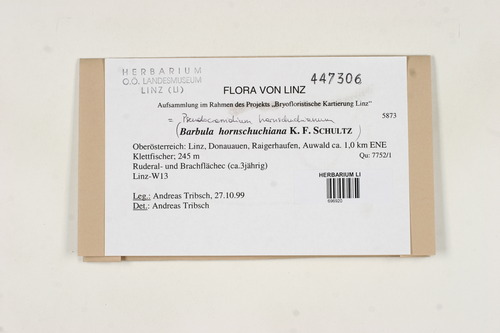 HERBARIUM
O.Ö. LANDESMUSEUM
LINZ (LI)
447306
FLORA VON LINZ
Aufsammlung im Rahmen des Projekts „Bryofloristische Kartierung Linz"
5873
= Pseudocrossidium hornschuchianum
(Barbula hornschuchiana K. F. SCHULTZ)
Oberösterreich: Linz, Donauauen, Raigerhaufen, Auwald ca. 1,0 km ENE
Klettfischer; 245 m
Qu: 7752/1
Ruderal- und Brachflächec (ca.3jährig)
Linz-W13
HERBARIUM LI
696920
Leg.: Andreas Tribsch, 27.10.99
Det.: Andreas Tribsch